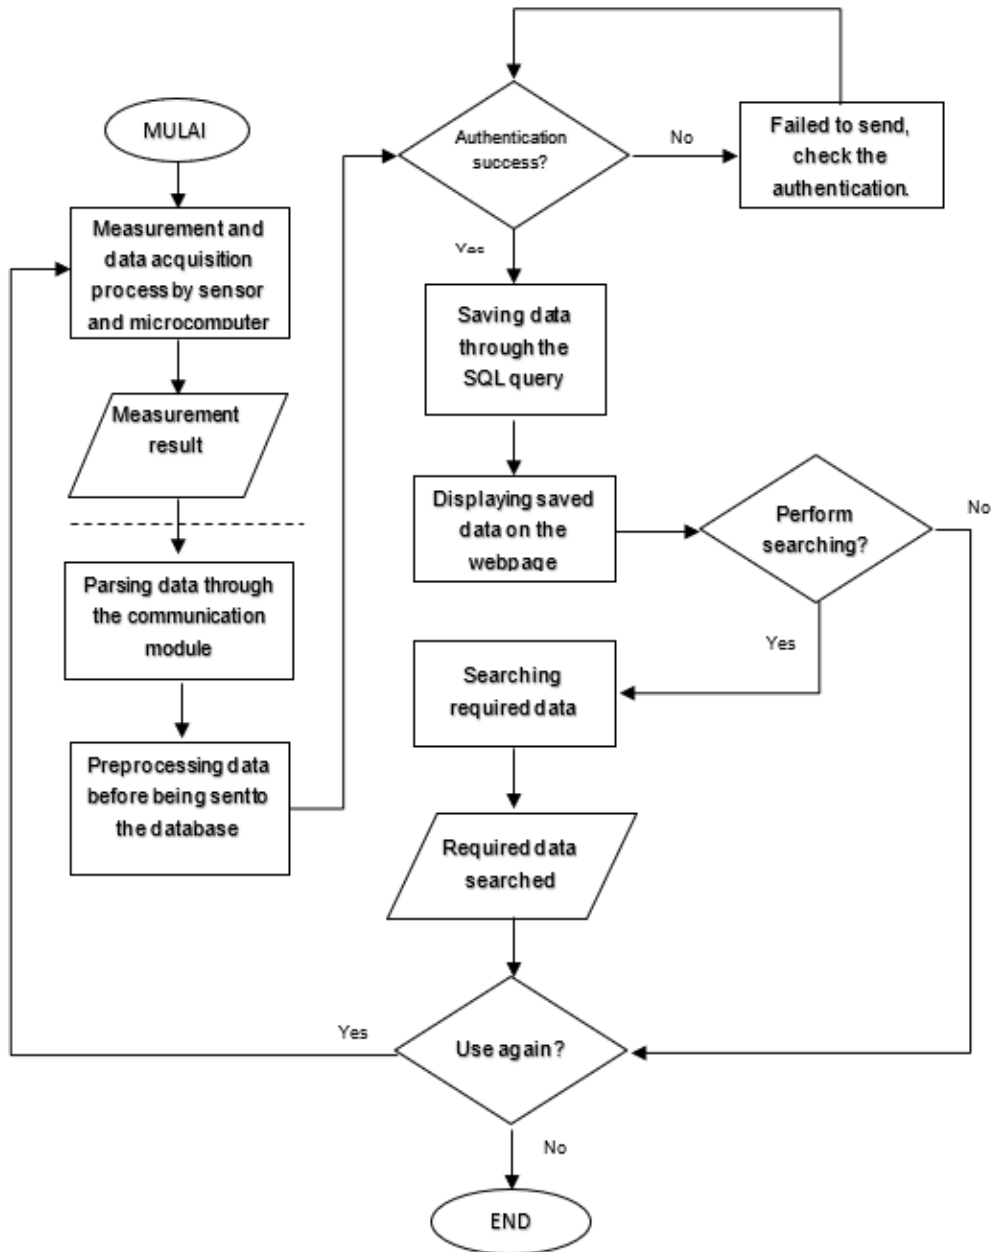 MULAI
Measurement and
data acquisition
process by sensor
and microcomputer
Measurement
result
Parsing data through
the communication
module
Preprocessing data
before being sent to
the database
Authentication
success?
No
Failed to send,
check the
authentication.
Yes
Saving data
through the
SQL query
Displaying saved
data on the
webpage
Perform
searching?
No
Yes
Searching
required data
Required data
searched
Use again?
Yes
No
END